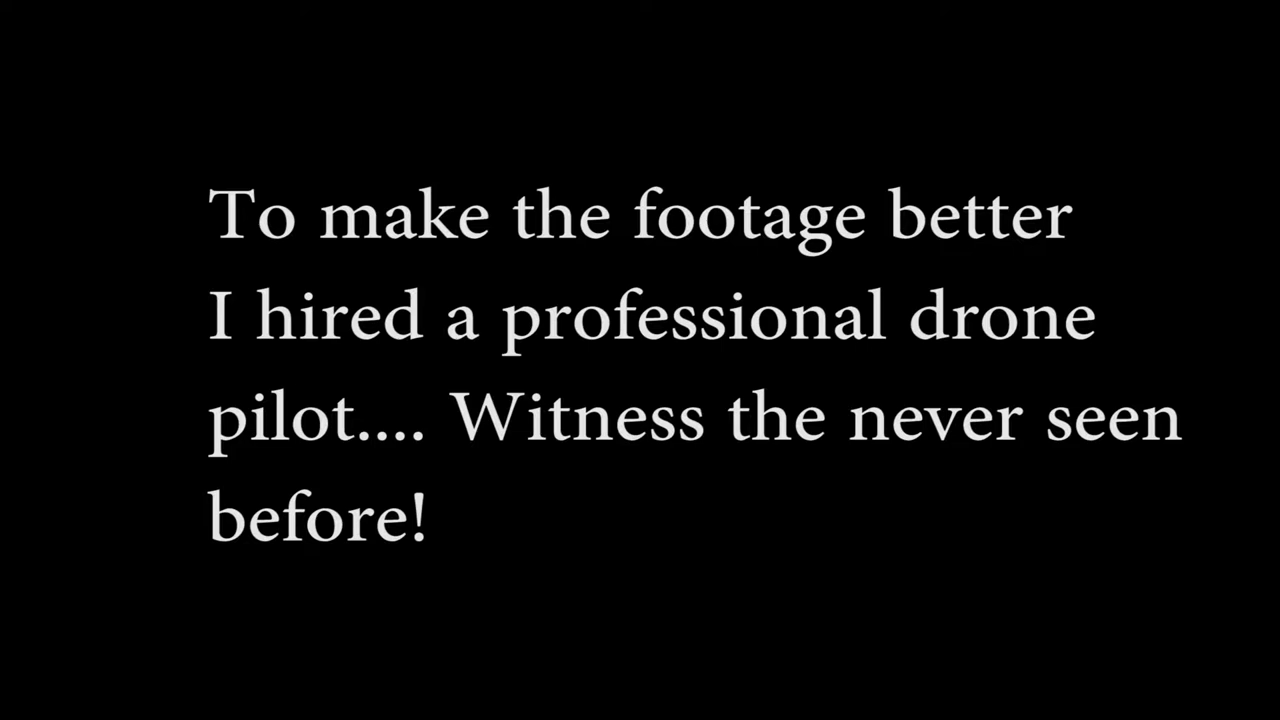 To make the footage better
I hired a professional drone
pilot.... Witness the never seen
before!